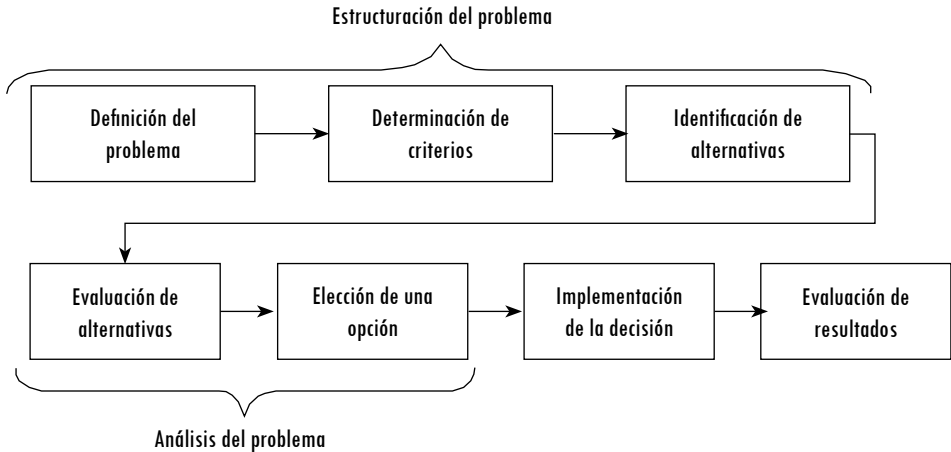 Estructuración del problema
Definición del
problema
Determinación de
criterios
Identificación de
alternativas
Evaluación de
alternativas
Elección de una
opción
Implementación
de la decisión
Evaluación de
resultados
Análisis del problema